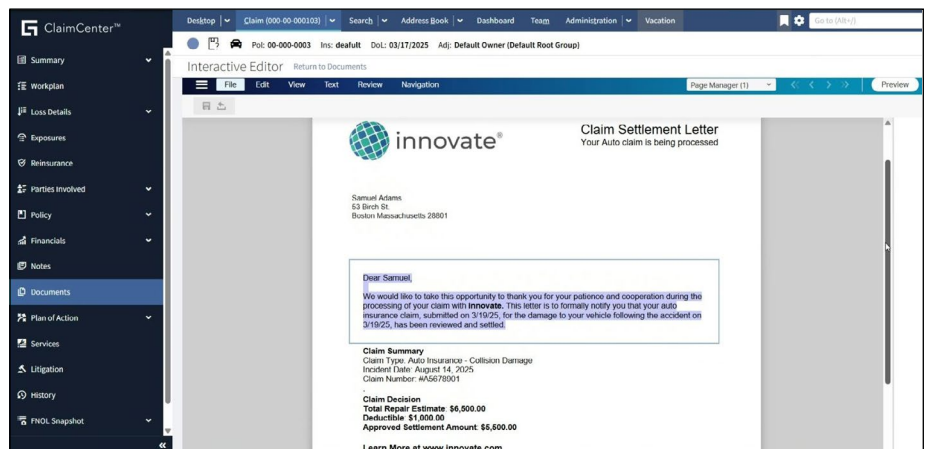 ClaimCenter™
Desktop Claim (000-00-000103) Search Address Book Dashboard Team Administration Vacation Go to (Alt+/)
Pol: 00-000-0003 Ins: deafult DoL: 03/17/2025 Adj: Default Owner (Default Root Group)
Interactive Editor Return to Documents
File Edit View Text Review Navigation Page Manager (1) Preview
Summary
Workplan
Loss Details
Exposures
Reinsurance
Parties Involved
Policy
Financials
Notes
Documents
Plan of Action
Services
Litigation
History
FNOL Snapshot
innovate®
Claim Settlement Letter
Your Auto claim is being processed
Samuel Adams
53 Birch St.
Boston Massachusetts 28801
Dear Samuel,
We would like to take this opportunity to thank you for your patience and cooperation during the
processing of your claim with Innovate. This letter is to formally notify you that your auto
insurance claim, submitted on 3/19/25, for the damage to your vehicle following the accident on
3/19/25, has been reviewed and settled.
Claim Summary
Claim Type: Auto Insurance - Collision Damage
Incident Date: August 14, 2025
Claim Number: #A5678901
.
Claim Decision
Total Repair Estimate: $6,500.00
Deductible: $1,000.00
Approved Settlement Amount: $5,500.00
Learn More at www.innovate.com